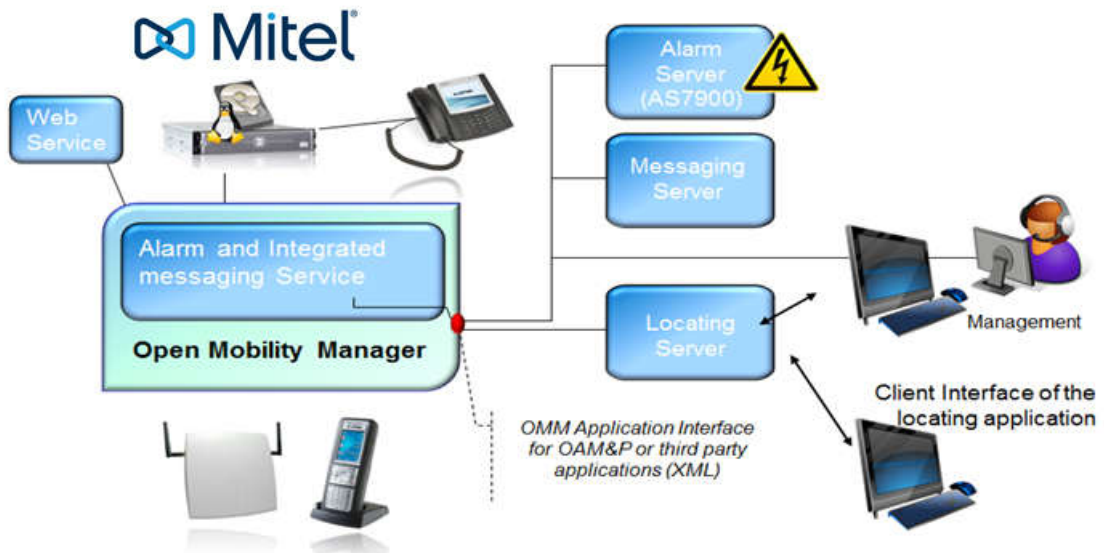 Mitel®
Alarm
Server
(AS7900)
Web
Service
Messaging
Server
Alarm and Integrated
messaging Service
Open Mobility Manager
Locating
Server
Management
Client Interface of the
locating application
OMM Application Interface
for OAM&P or third party
applications (XML)